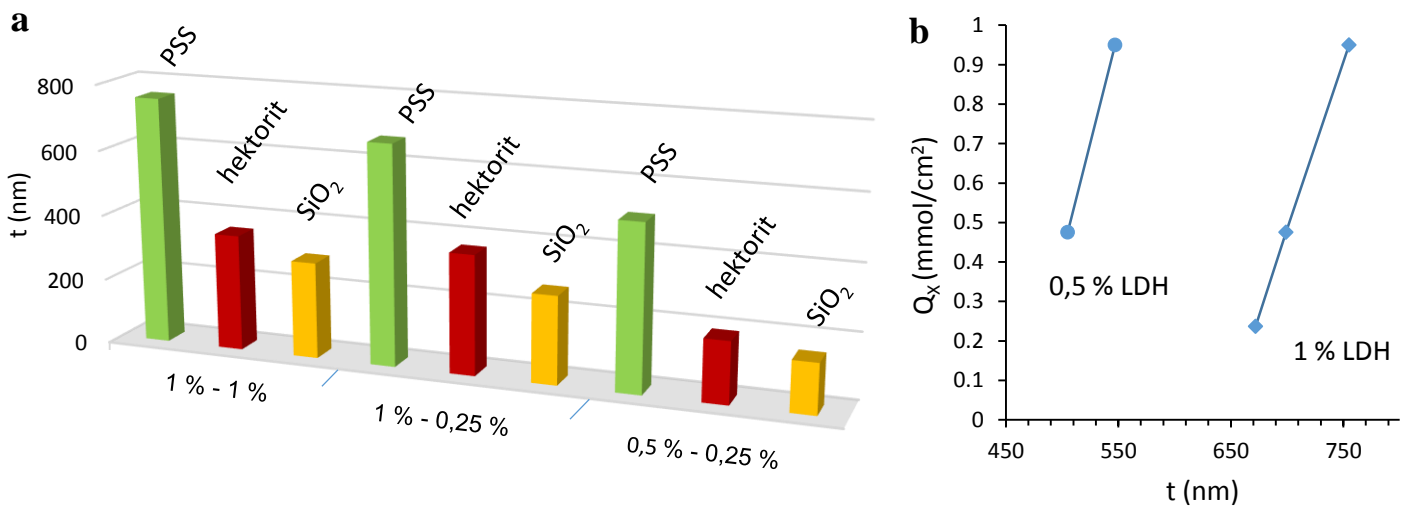 a
PSS
hektorit
SiO₂
PSS
hektorit
SiO₂
PSS
hektorit
SiO₂
t (nm)
800
600
400
200
0
1 % - 1 %
1 % - 0,25 %
0,5 % - 0,25 %
b
Qₓ (mmol/cm²)
1
0.9
0.8
0.7
0.6
0.5
0.4
0.3
0.2
0.1
0
0,5 % LDH
1 % LDH
450 550 650 750
t (nm)